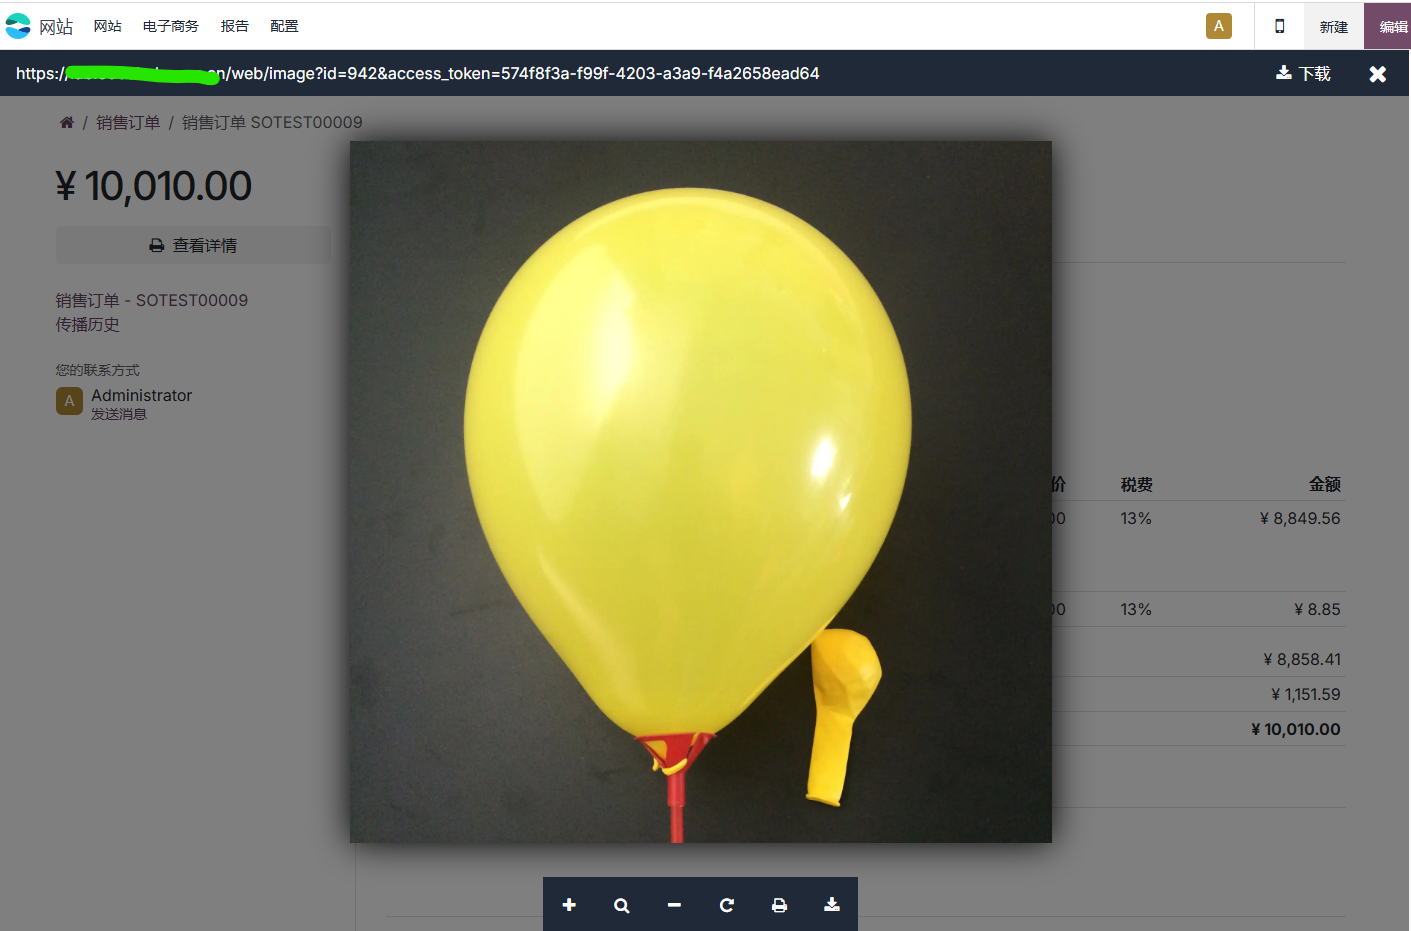 网站 网站 电子商务 报告 配置 A 新建 编辑
https:/ n/web/image?id=942&access_token=574f8f3a-f99f-4203-a3a9-f4a2658ead64 下载
/ 销售订单 / 销售订单 SOTEST00009
¥ 10,010.00
查看详情
销售订单 - SOTEST00009
传播历史
您的联系方式
A Administrator
发送消息
价 税费 金额
00 13% ¥ 8,849.56
00 13% ¥ 8.85
¥ 8,858.41
¥ 1,151.59
¥ 10,010.00